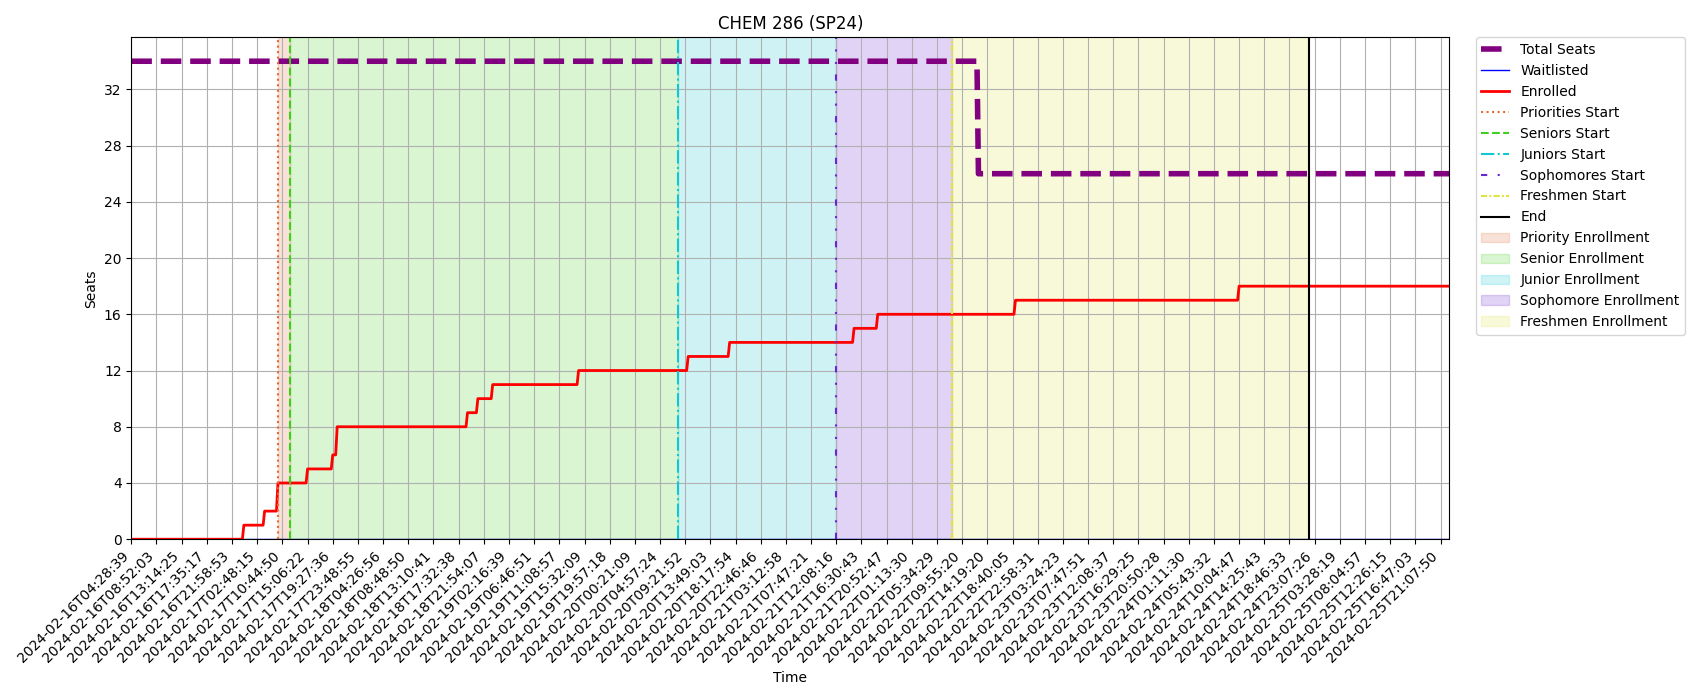 CHEM 286 (SP24)
Seats
32
28
24
20
16
12
8
4
0
2024-02-16T04:28:39
2024-02-16T08:52:03
2024-02-16T13:14:25
2024-02-16T17:35:17
2024-02-16T21:58:53
2024-02-17T02:48:15
2024-02-17T10:44:50
2024-02-17T15:06:22
2024-02-17T19:27:36
2024-02-17T23:48:55
2024-02-18T04:26:56
2024-02-18T08:48:50
2024-02-18T13:10:41
2024-02-18T17:32:38
2024-02-18T21:54:07
2024-02-19T02:16:39
2024-02-19T06:46:51
2024-02-19T11:08:57
2024-02-19T15:32:09
2024-02-19T19:57:18
2024-02-20T00:21:09
2024-02-20T04:57:24
2024-02-20T09:21:52
2024-02-20T13:49:03
2024-02-20T18:17:54
2024-02-20T22:46:46
2024-02-21T03:12:58
2024-02-21T07:47:21
2024-02-21T12:08:16
2024-02-21T16:30:43
2024-02-21T20:52:47
2024-02-22T01:13:30
2024-02-22T05:34:29
2024-02-22T09:55:20
2024-02-22T14:19:20
2024-02-22T18:40:05
2024-02-22T22:58:31
2024-02-23T03:24:23
2024-02-23T07:47:51
2024-02-23T12:08:37
2024-02-23T16:29:25
2024-02-23T20:50:28
2024-02-24T01:11:30
2024-02-24T05:43:32
2024-02-24T10:04:47
2024-02-24T14:25:43
2024-02-24T18:46:33
2024-02-24T23:07:26
2024-02-25T03:28:19
2024-02-25T08:04:57
2024-02-25T12:26:15
2024-02-25T16:47:03
2024-02-25T21:07:50
Time
Total Seats
Waitlisted
Enrolled
Priorities Start
Seniors Start
Juniors Start
Sophomores Start
Freshmen Start
End
Priority Enrollment
Senior Enrollment
Junior Enrollment
Sophomore Enrollment
Freshmen Enrollment